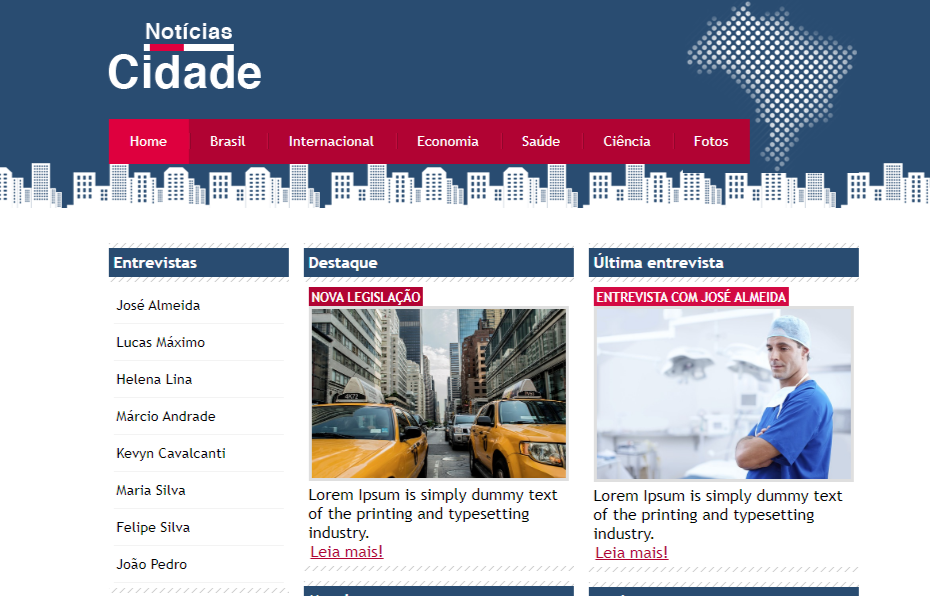 Notícias
Cidade
Home Brasil Internacional Economia Saúde Ciência Fotos
Entrevistas
José Almeida
Lucas Máximo
Helena Lina
Márcio Andrade
Kevyn Cavalcanti
Maria Silva
Felipe Silva
João Pedro
Destaque
NOVA LEGISLAÇÃO
Lorem Ipsum is simply dummy text
of the printing and typesetting
industry.
Leia mais!
Última entrevista
ENTREVISTA COM JOSÉ ALMEIDA
Lorem Ipsum is simply dummy text
of the printing and typesetting
industry.
Leia mais!